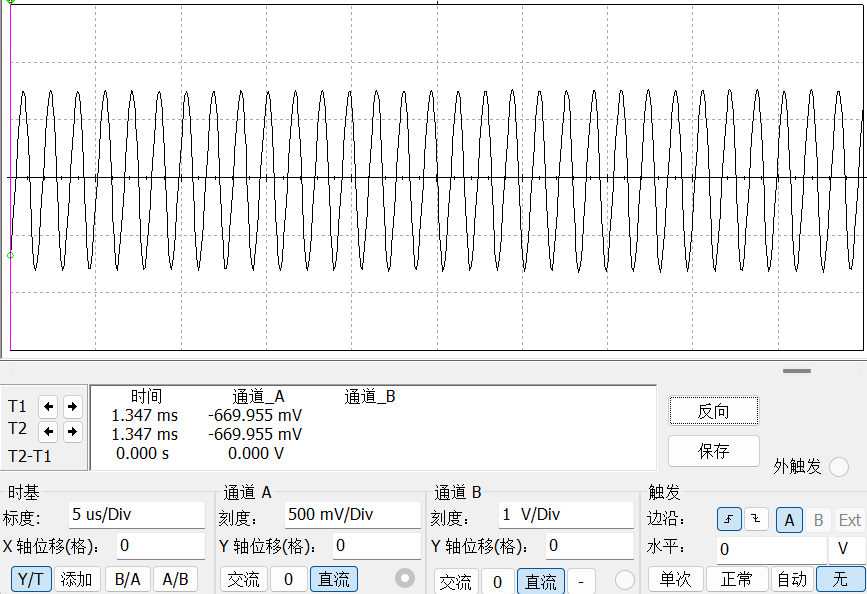 时间 通道_A 通道_B
T1 1.347 ms -669.955 mV
T2 1.347 ms -669.955 mV
T2-T1 0.000 s 0.000 V
反向
保存
外触发
时基
标度: 5 us/Div
X 轴位移(格): 0
Y/T 添加 B/A A/B
通道 A
刻度: 500 mV/Div
Y 轴位移(格): 0
交流 0 直流
通道 B
刻度: 1 V/Div
Y 轴位移(格): 0
交流 0 直流 -
触发
边沿: A B Ext
水平: 0 V
单次 正常 自动 无